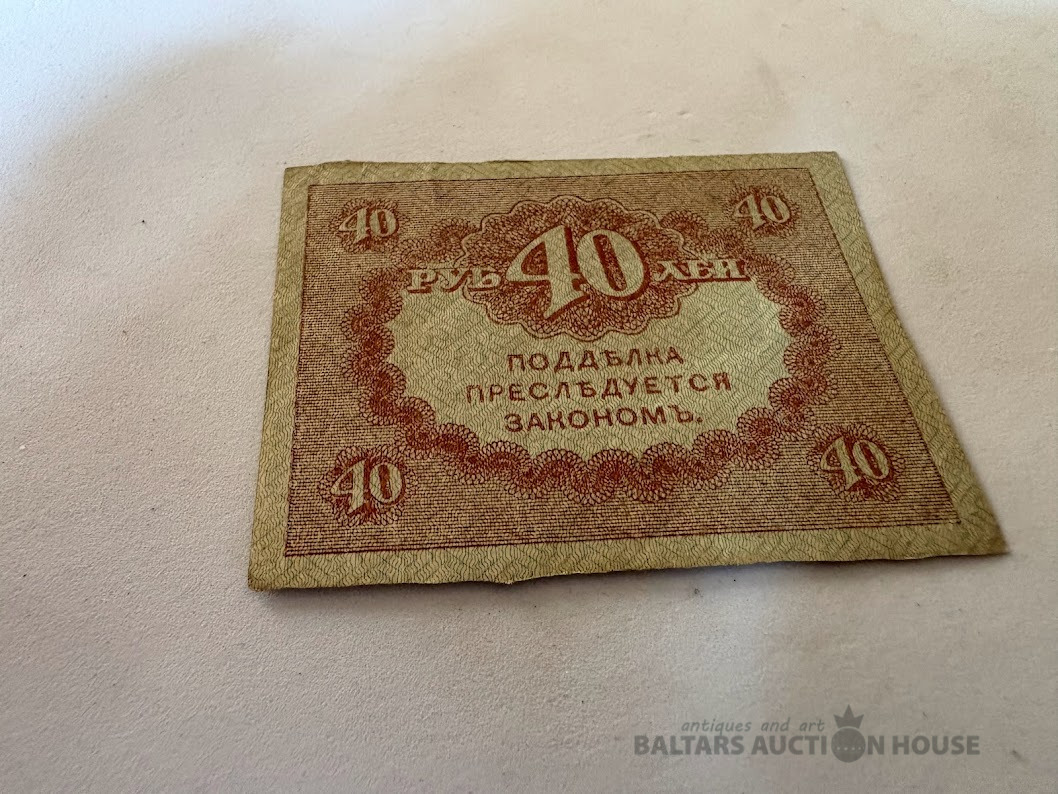 40 40
РУБ 40 ЛЕЙ
ПОДДѢЛКА
ПРЕСЛѢДУЕТСЯ
ЗАКОНОМЪ.
40 40
antiques and art
BALTARS AUCTION HOUSE